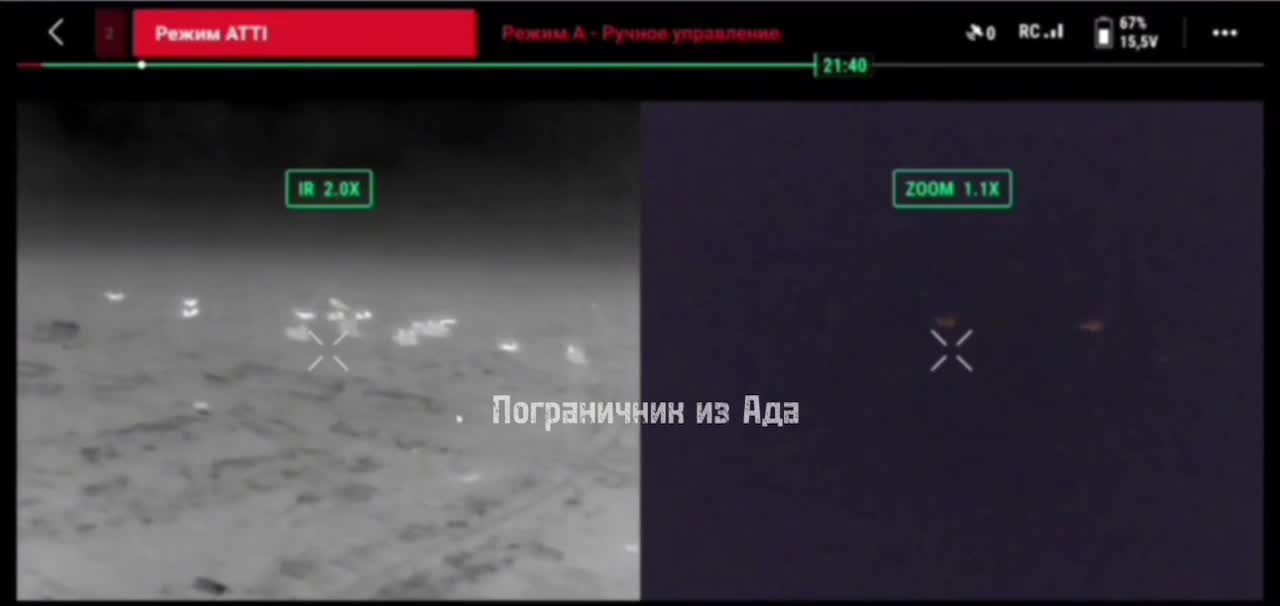 2
Режим ATTI
Режим А - Ручное управление
0
RC
67%
15,5V
21:40
IR 2.0X
ZOOM 1.1X
Пограничник из Ада